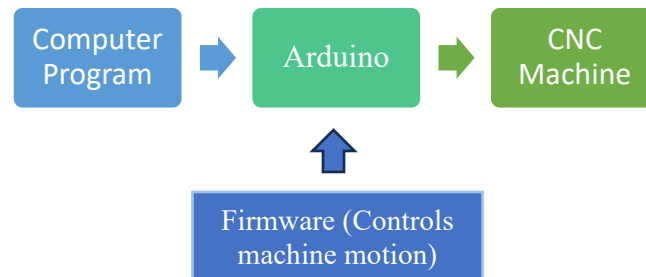 Computer
Program
Arduino
CNC
Machine
Firmware (Controls
machine motion)